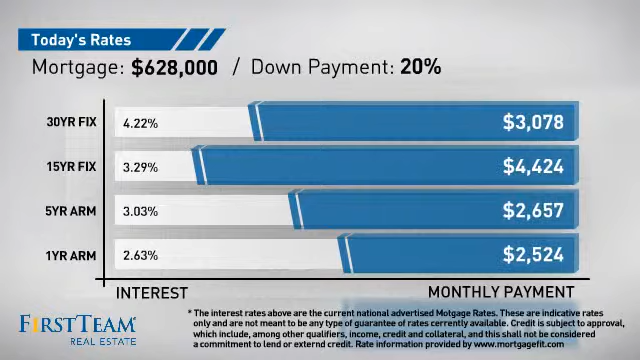 Today's Rates
Mortgage: $628,000 / Down Payment: 20%
30YR FIX 4.22% $3,078
15YR FIX 3.29% $4,424
5YR ARM 3.03% $2,657
1YR ARM 2.63% $2,524
INTEREST MONTHLY PAYMENT
* The interest rates above are the current national advertised Motgage Rates. These are indicative rates
only and are not meant to be any type of guarantee of rates cerrently available. Credit is subject to approval,
which include, among other qualifiers, income, credit and collateral, and this shall not be considered
a commitment to lend or externd credit. Rate information provided by www.mortgagefit.com
FIRSTTEAM®
REAL ESTATE